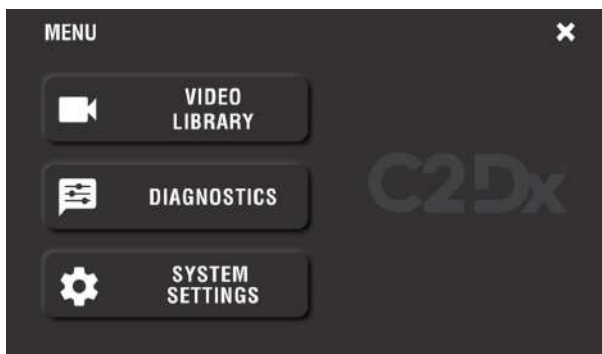 MENU
VIDEO
LIBRARY
C2Dx
DIAGNOSTICS
SYSTEM
SETTINGS